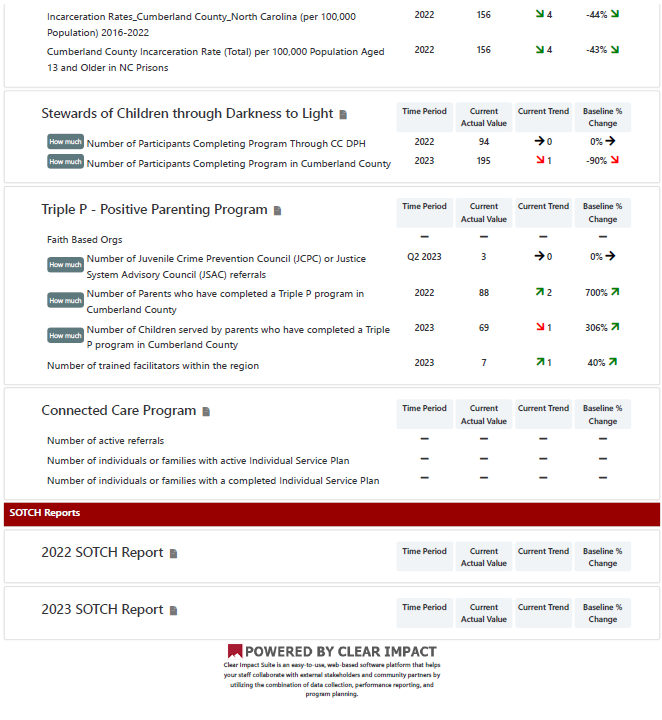 Incarceration Rates_Cumberland County_North Carolina (per 100,000 2022 156 4 -44%
Population) 2016-2022
Cumberland County Incarceration Rate (Total) per 100,000 Population Aged 2022 156 4 -43%
13 and Older in NC Prisons
Stewards of Children through Darkness to Light Time Period Current Current Trend Baseline %
Actual Value Change
How much Number of Participants Completing Program Through CC DPH 2022 94 0 0%
How much Number of Participants Completing Program in Cumberland County 2023 195 1 -90%
Triple P - Positive Parenting Program Time Period Current Current Trend Baseline %
Actual Value Change
Faith Based Orgs — — — —
How much Number of Juvenile Crime Prevention Council (JCPC) or Justice Q2 2023 3 0 0%
System Advisory Council (JSAC) referrals
How much Number of Parents who have completed a Triple P program in 2022 88 2 700%
Cumberland County
How much Number of Children served by parents who have completed a Triple 2023 69 1 306%
P program in Cumberland County
Number of trained facilitators within the region 2023 7 1 40%
Connected Care Program Time Period Current Current Trend Baseline %
Actual Value Change
Number of active referrals — — — —
Number of individuals or families with active Individual Service Plan — — — —
Number of individuals or families with a completed Individual Service Plan — — — —
SOTCH Reports
2022 SOTCH Report Time Period Current Current Trend Baseline %
Actual Value Change
2023 SOTCH Report Time Period Current Current Trend Baseline %
Actual Value Change
POWERED BY CLEAR IMPACT
Clear Impact Suite is an easy-to-use, web-based software platform that helps
your staff collaborate with external stakeholders and community partners by
utilizing the combination of data collection, performance reporting, and
program planning.